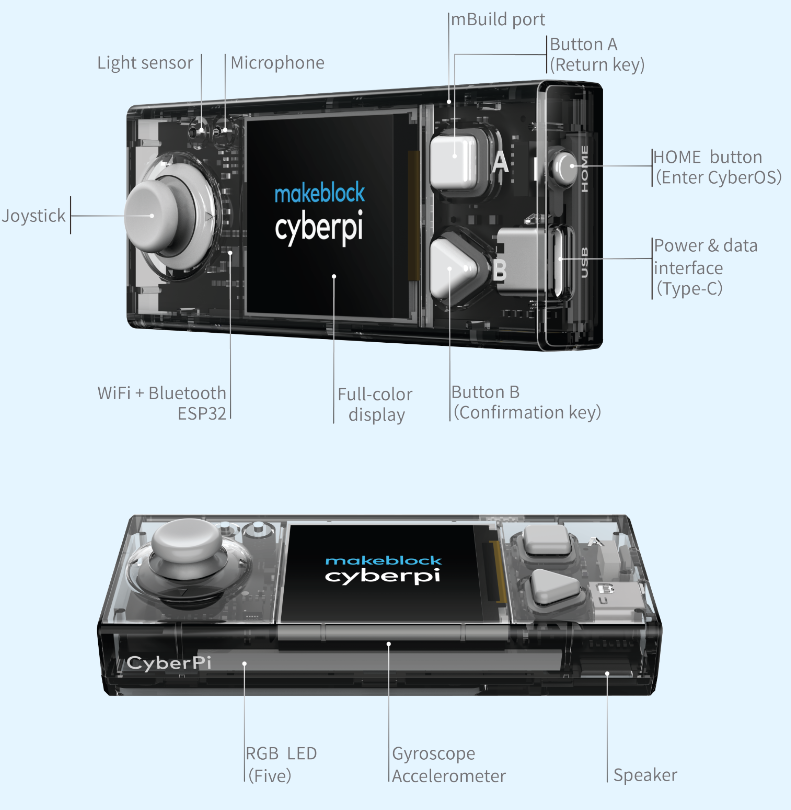 mBuild port
Button A
(Return key)
Light sensor
Microphone
A
HOME
HOME button
(Enter CyberOS)
makeblock
cyberpi
Joystick
B
USB
Power & data
interface
(Type-C)
WiFi + Bluetooth
ESP32
Full-color
display
Button B
(Confirmation key)
makeblock
cyberpi
B
CyberPi
RGB LED
(Five)
Gyroscope
Accelerometer
Speaker